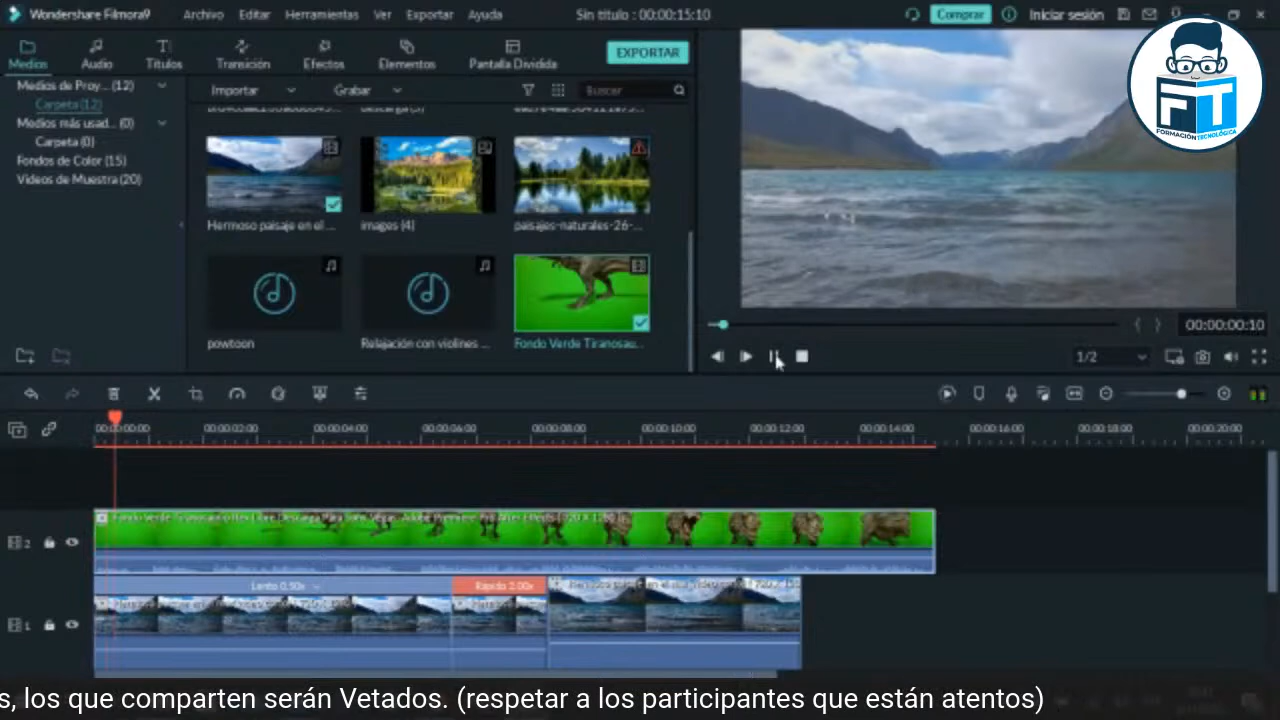 Wondershare Filmora9
Archivo Editar Herramientas Ver Exportar Ayuda
Sin título : 00:00:15:10
Comprar
Iniciar sesión
Medios Audio Títulos Transición Efectos Elementos Pantalla Dividida
EXPORTAR
Medios de Proy... (12)
Carpeta (12)
Medios más usad... (0)
Carpeta (0)
Fondos de Color (15)
Videos de Muestra (20)
Importar Grabar Buscar
Hermoso paisaje en el ...
images (4)
paisajes-naturales-26-...
powtoon
Relajación con violines ...
Fondo Verde Tiranosau...
FT
FORMACIÓN TECNOLÓGICA
00:00:00:10
1/2
00:00:00:00 00:00:02:00 00:00:04:00 00:00:06:00 00:00:08:00 00:00:10:00 00:00:12:00 00:00:14:00 00:00:16:00 00:00:18:00 00:00:20:00
2
Lento 0.50x
Rápido 2.00x
1
s, los que comparten serán Vetados. (respetar a los participantes que están atentos)